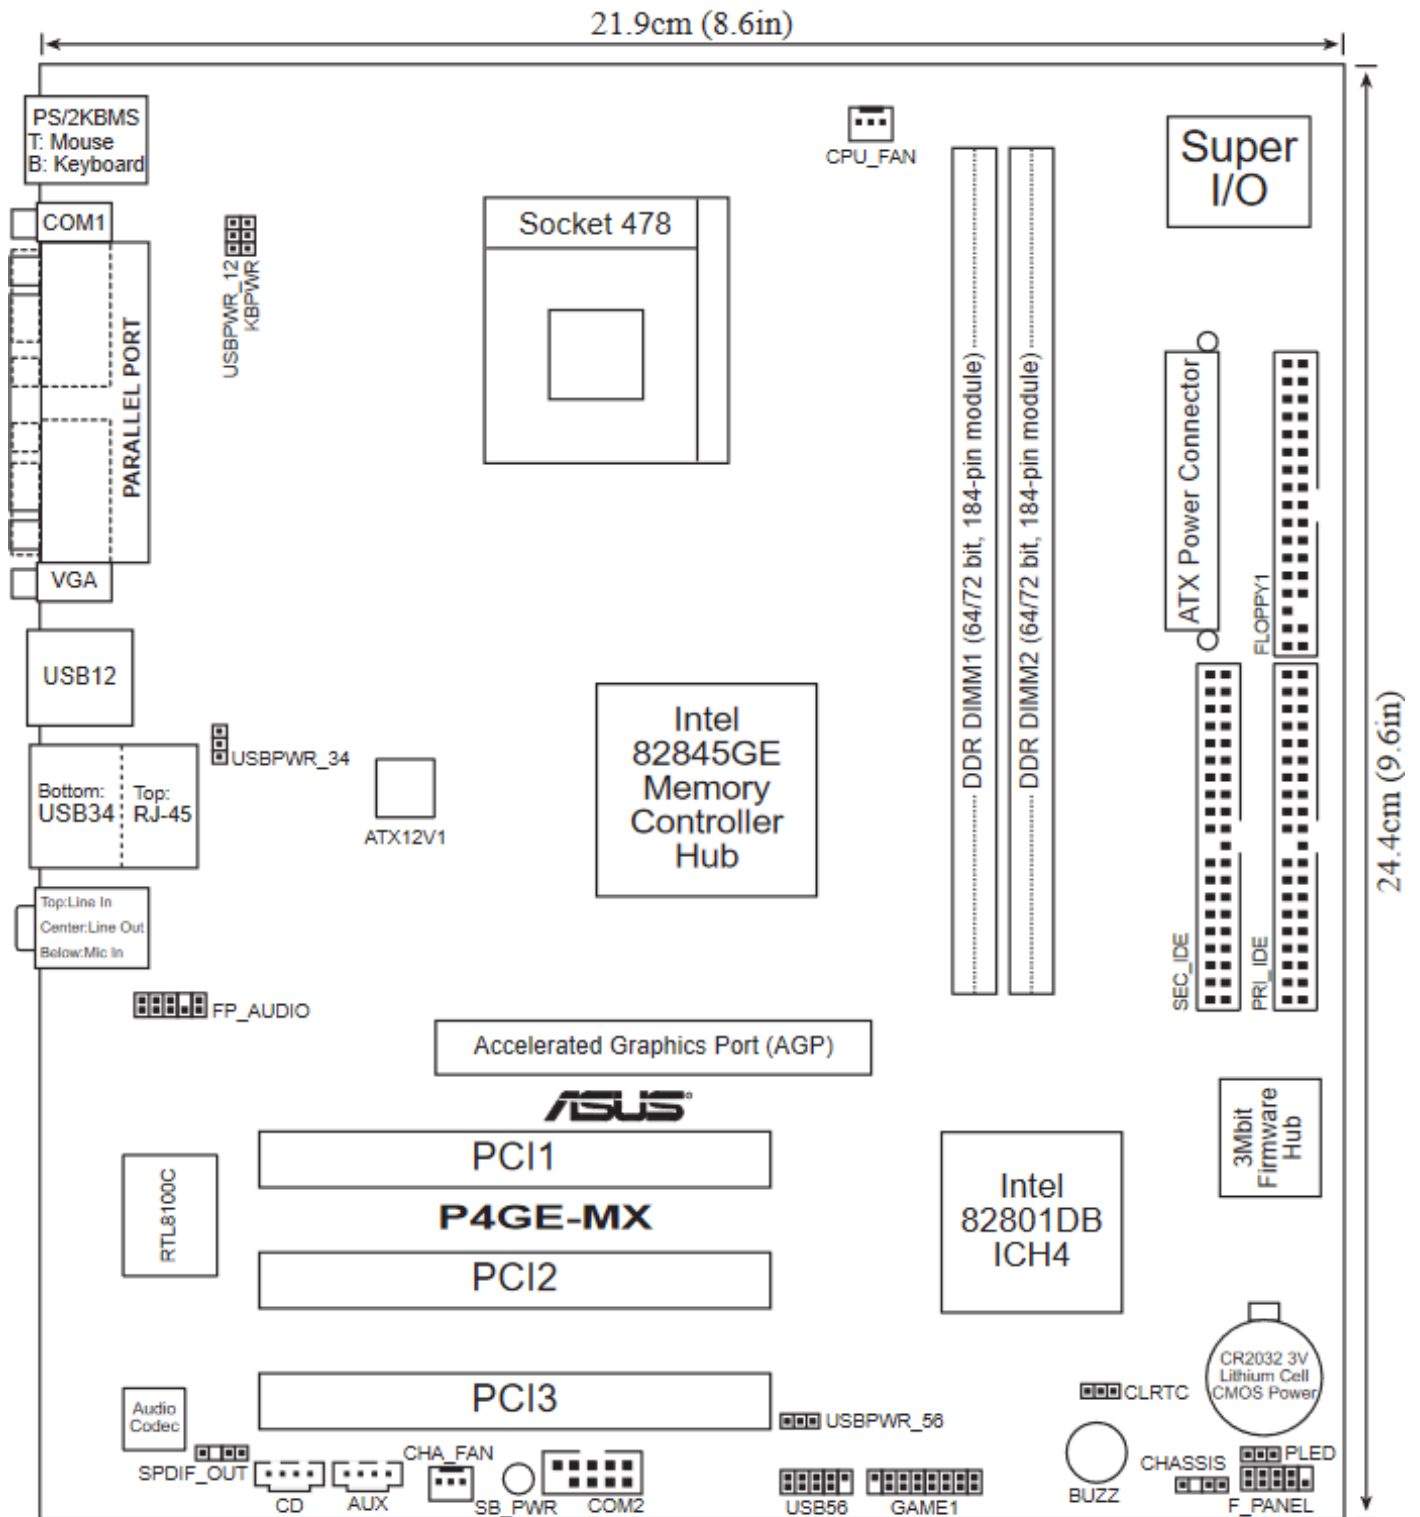 21.9cm (8.6in)
PS/2KBMS
T: Mouse
B: Keyboard
CPU_FAN
Super
I/O
COM1
Socket 478
USBPWR_12
KBPWR
PARALLEL PORT
VGA
DDR DIMM1 (64/72 bit, 184-pin module)
DDR DIMM2 (64/72 bit, 184-pin module)
ATX Power Connector
FLOPPY1
24.4cm (9.6in)
USB12
USBPWR_34
Bottom:
USB34
Top:
RJ-45
ATX12V1
Intel
82845GE
Memory
Controller
Hub
Top:Line In
Center:Line Out
Below:Mic In
SEC_IDE
PRI_IDE
FP_AUDIO
Accelerated Graphics Port (AGP)
ASUS
PCI1
3Mbit
Firmware
Hub
RTL8100C
P4GE-MX
Intel
82801DB
ICH4
PCI2
CR2032 3V
Lithium Cell
CMOS Power
PCI3
CLRTC
Audio
Codec
USBPWR_56
SPDIF_OUT
CHA_FAN
CHASSIS
PLED
CD
AUX
SB_PWR
COM2
USB56
GAME1
BUZZ
F_PANEL